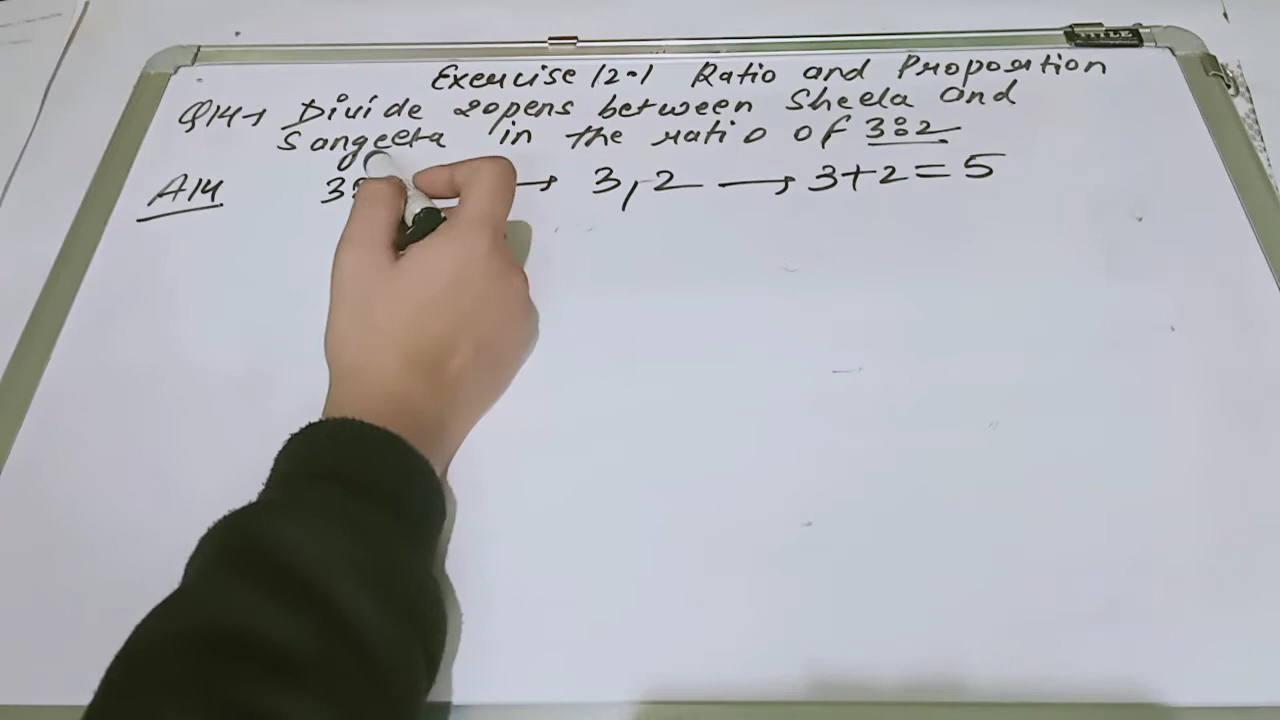 Exercise 12.1 Ratio and Proportion
Q14→ Divide 20pens between Sheela and
Sangeeta in the ratio of 3:2
A14 3: → 3,2 → 3+2=5